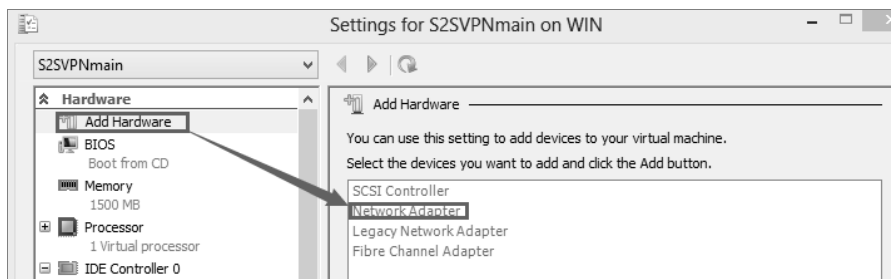 Settings for S2SVPNmain on WIN
S2SVPNmain
Hardware
Add Hardware
BIOS
Boot from CD
Memory
1500 MB
Processor
1 Virtual processor
IDE Controller 0
Add Hardware
You can use this setting to add devices to your virtual machine.
Select the devices you want to add and click the Add button.
SCSI Controller
Network Adapter
Legacy Network Adapter
Fibre Channel Adapter